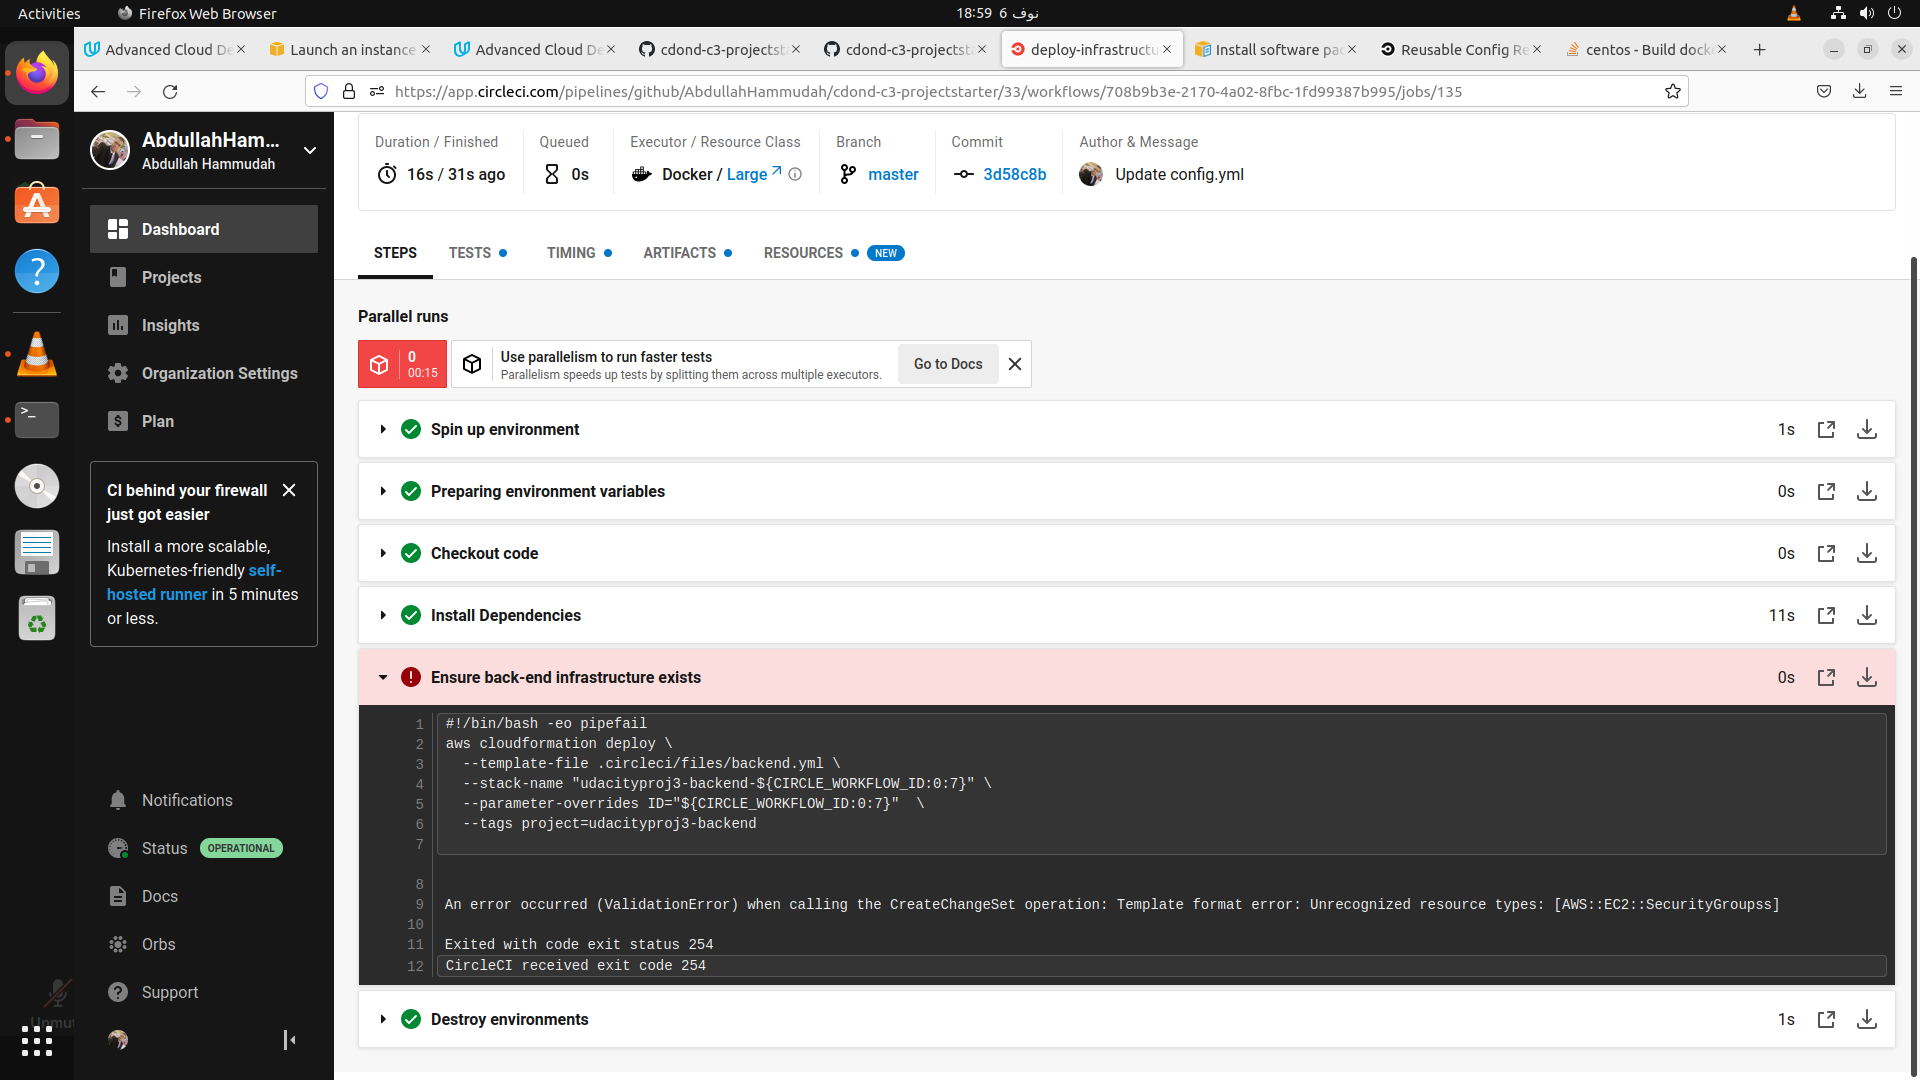 Activities
Firefox Web Browser
18:59 6 نوف
Advanced Cloud De
Launch an instance
Advanced Cloud De
cdond-c3-projectsta
cdond-c3-projectsta
deploy-infrastructu
Install software pac
Reusable Config Re
centos - Build docke
https://app.circleci.com/pipelines/github/AbdullahHammudah/cdond-c3-projectstarter/33/workflows/708b9b3e-2170-4a02-8fbc-1fd99387b995/jobs/135
AbdullahHam...
Abdullah Hammudah
Dashboard
Projects
Insights
Organization Settings
Plan
CI behind your firewall
just got easier
Install a more scalable,
Kubernetes-friendly self-
hosted runner in 5 minutes
or less.
Notifications
Status OPERATIONAL
Docs
Orbs
Support
Unmut
Duration / Finished
16s / 31s ago
Queued
0s
Executor / Resource Class
Docker / Large
Branch
master
Commit
3d58c8b
Author & Message
Update config.yml
STEPS
TESTS
TIMING
ARTIFACTS
RESOURCES NEW
Parallel runs
0
00:15
Use parallelism to run faster tests
Parallelism speeds up tests by splitting them across multiple executors.
Go to Docs
Spin up environment 1s
Preparing environment variables 0s
Checkout code 0s
Install Dependencies 11s
Ensure back-end infrastructure exists 0s
1 #!/bin/bash -eo pipefail
2 aws cloudformation deploy \
3 --template-file .circleci/files/backend.yml \
4 --stack-name "udacityproj3-backend-${CIRCLE_WORKFLOW_ID:0:7}" \
5 --parameter-overrides ID="${CIRCLE_WORKFLOW_ID:0:7}" \
6 --tags project=udacityproj3-backend
7
8
9 An error occurred (ValidationError) when calling the CreateChangeSet operation: Template format error: Unrecognized resource types: [AWS::EC2::SecurityGroupss]
10
11 Exited with code exit status 254
12 CircleCI received exit code 254
Destroy environments 1s